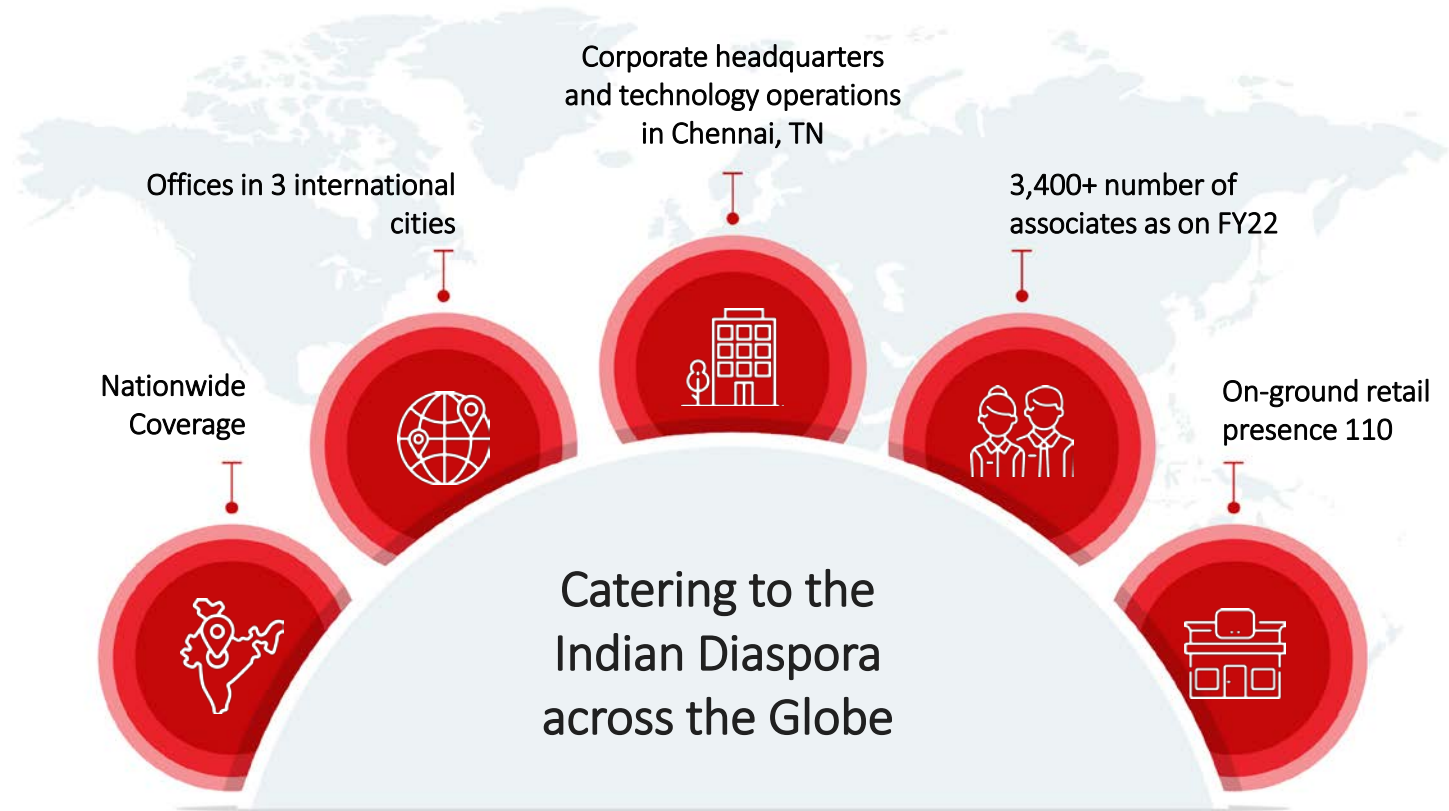 Corporate headquarters
and technology operations
in Chennai, TN
Offices in 3 international
cities
3,400+ number of
associates as on FY22
Nationwide
Coverage
On-ground retail
presence 110
Catering to the
Indian Diaspora
across the Globe